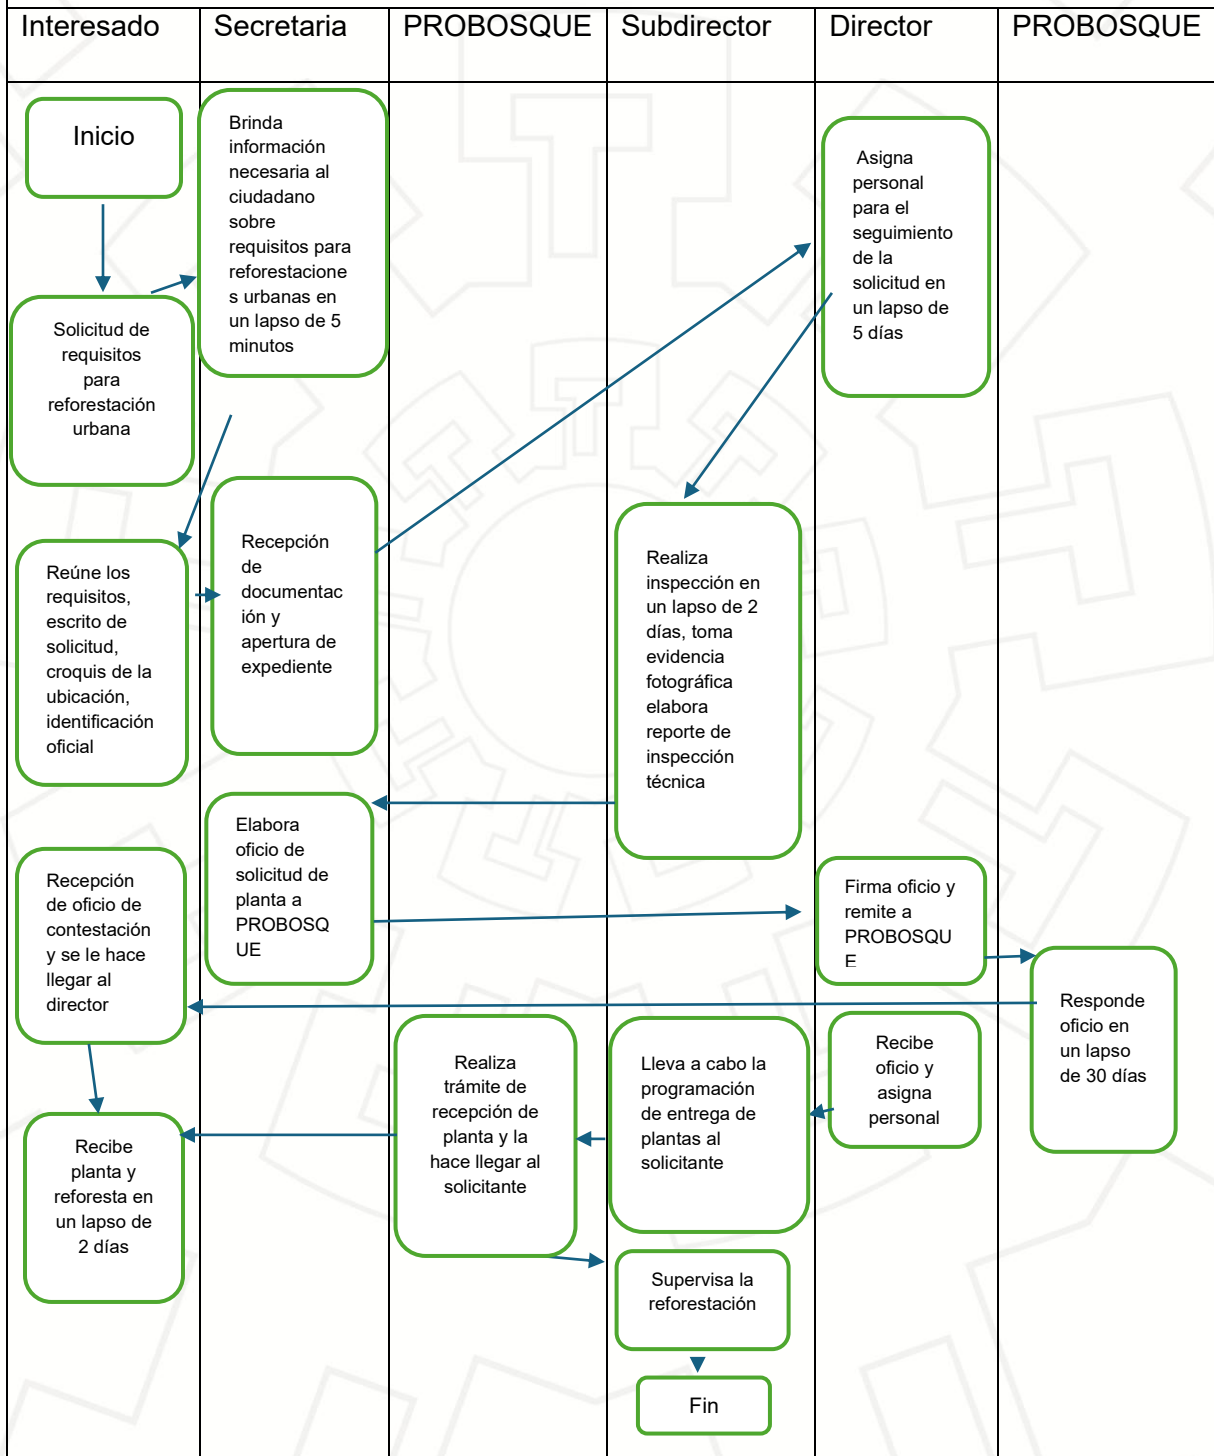 Interesado
Secretaria
PROBOSQUE
Subdirector
Director
PROBOSQUE
Inicio
Brinda
información
necesaria al
ciudadano
sobre
requisitos para
reforestacione
s urbanas en
un lapso de 5
minutos
Asigna
personal
para el
seguimiento
de la
solicitud en
un lapso de
5 días
Solicitud de
requisitos
para
reforestación
urbana
Reúne los
requisitos,
escrito de
solicitud,
croquis de la
ubicación,
identificación
oficial
Recepción
de
documentac
ión y
apertura de
expediente
Realiza
inspección en
un lapso de 2
días, toma
evidencia
fotográfica
elabora
reporte de
inspección
técnica
Elabora
oficio de
solicitud de
planta a
PROBOSQ
UE
Firma oficio y
remite a
PROBOSQU
E
Recepción
de oficio de
contestación
y se le hace
llegar al
director
Responde
oficio en
un lapso
de 30 días
Recibe
oficio y
asigna
personal
Lleva a cabo la
programación
de entrega de
plantas al
solicitante
Realiza
trámite de
recepción de
planta y la
hace llegar al
solicitante
Recibe
planta y
reforesta en
un lapso de
2 días
Supervisa la
reforestación
Fin